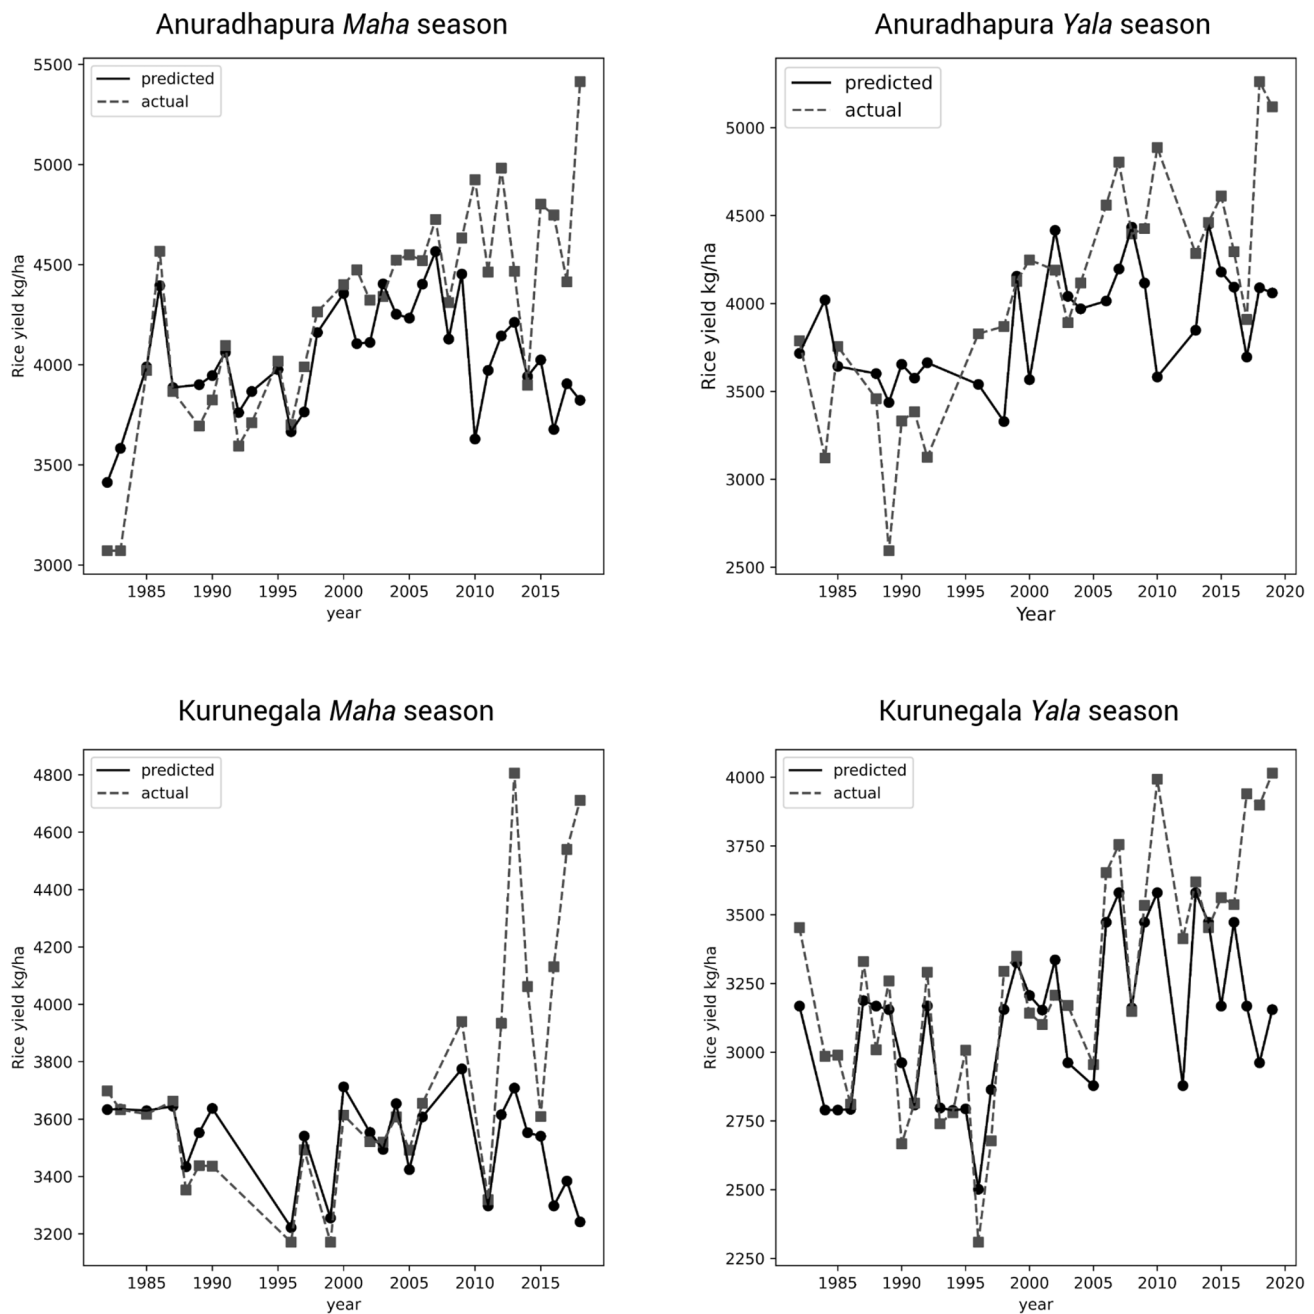 Anuradhapura Maha season
5500
5000
4500
4000
3500
3000
Rice yield kg/ha
predicted
actual
1985 1990 1995 2000 2005 2010 2015
year
Anuradhapura Yala season
5000
4500
4000
3500
3000
2500
Rice yield kg/ha
predicted
actual
1985 1990 1995 2000 2005 2010 2015 2020
Year
Kurunegala Maha season
4800
4600
4400
4200
4000
3800
3600
3400
3200
Rice yield kg/ha
predicted
actual
1985 1990 1995 2000 2005 2010 2015
year
Kurunegala Yala season
4000
3750
3500
3250
3000
2750
2500
2250
Rice yield kg/ha
predicted
actual
1985 1990 1995 2000 2005 2010 2015 2020
year